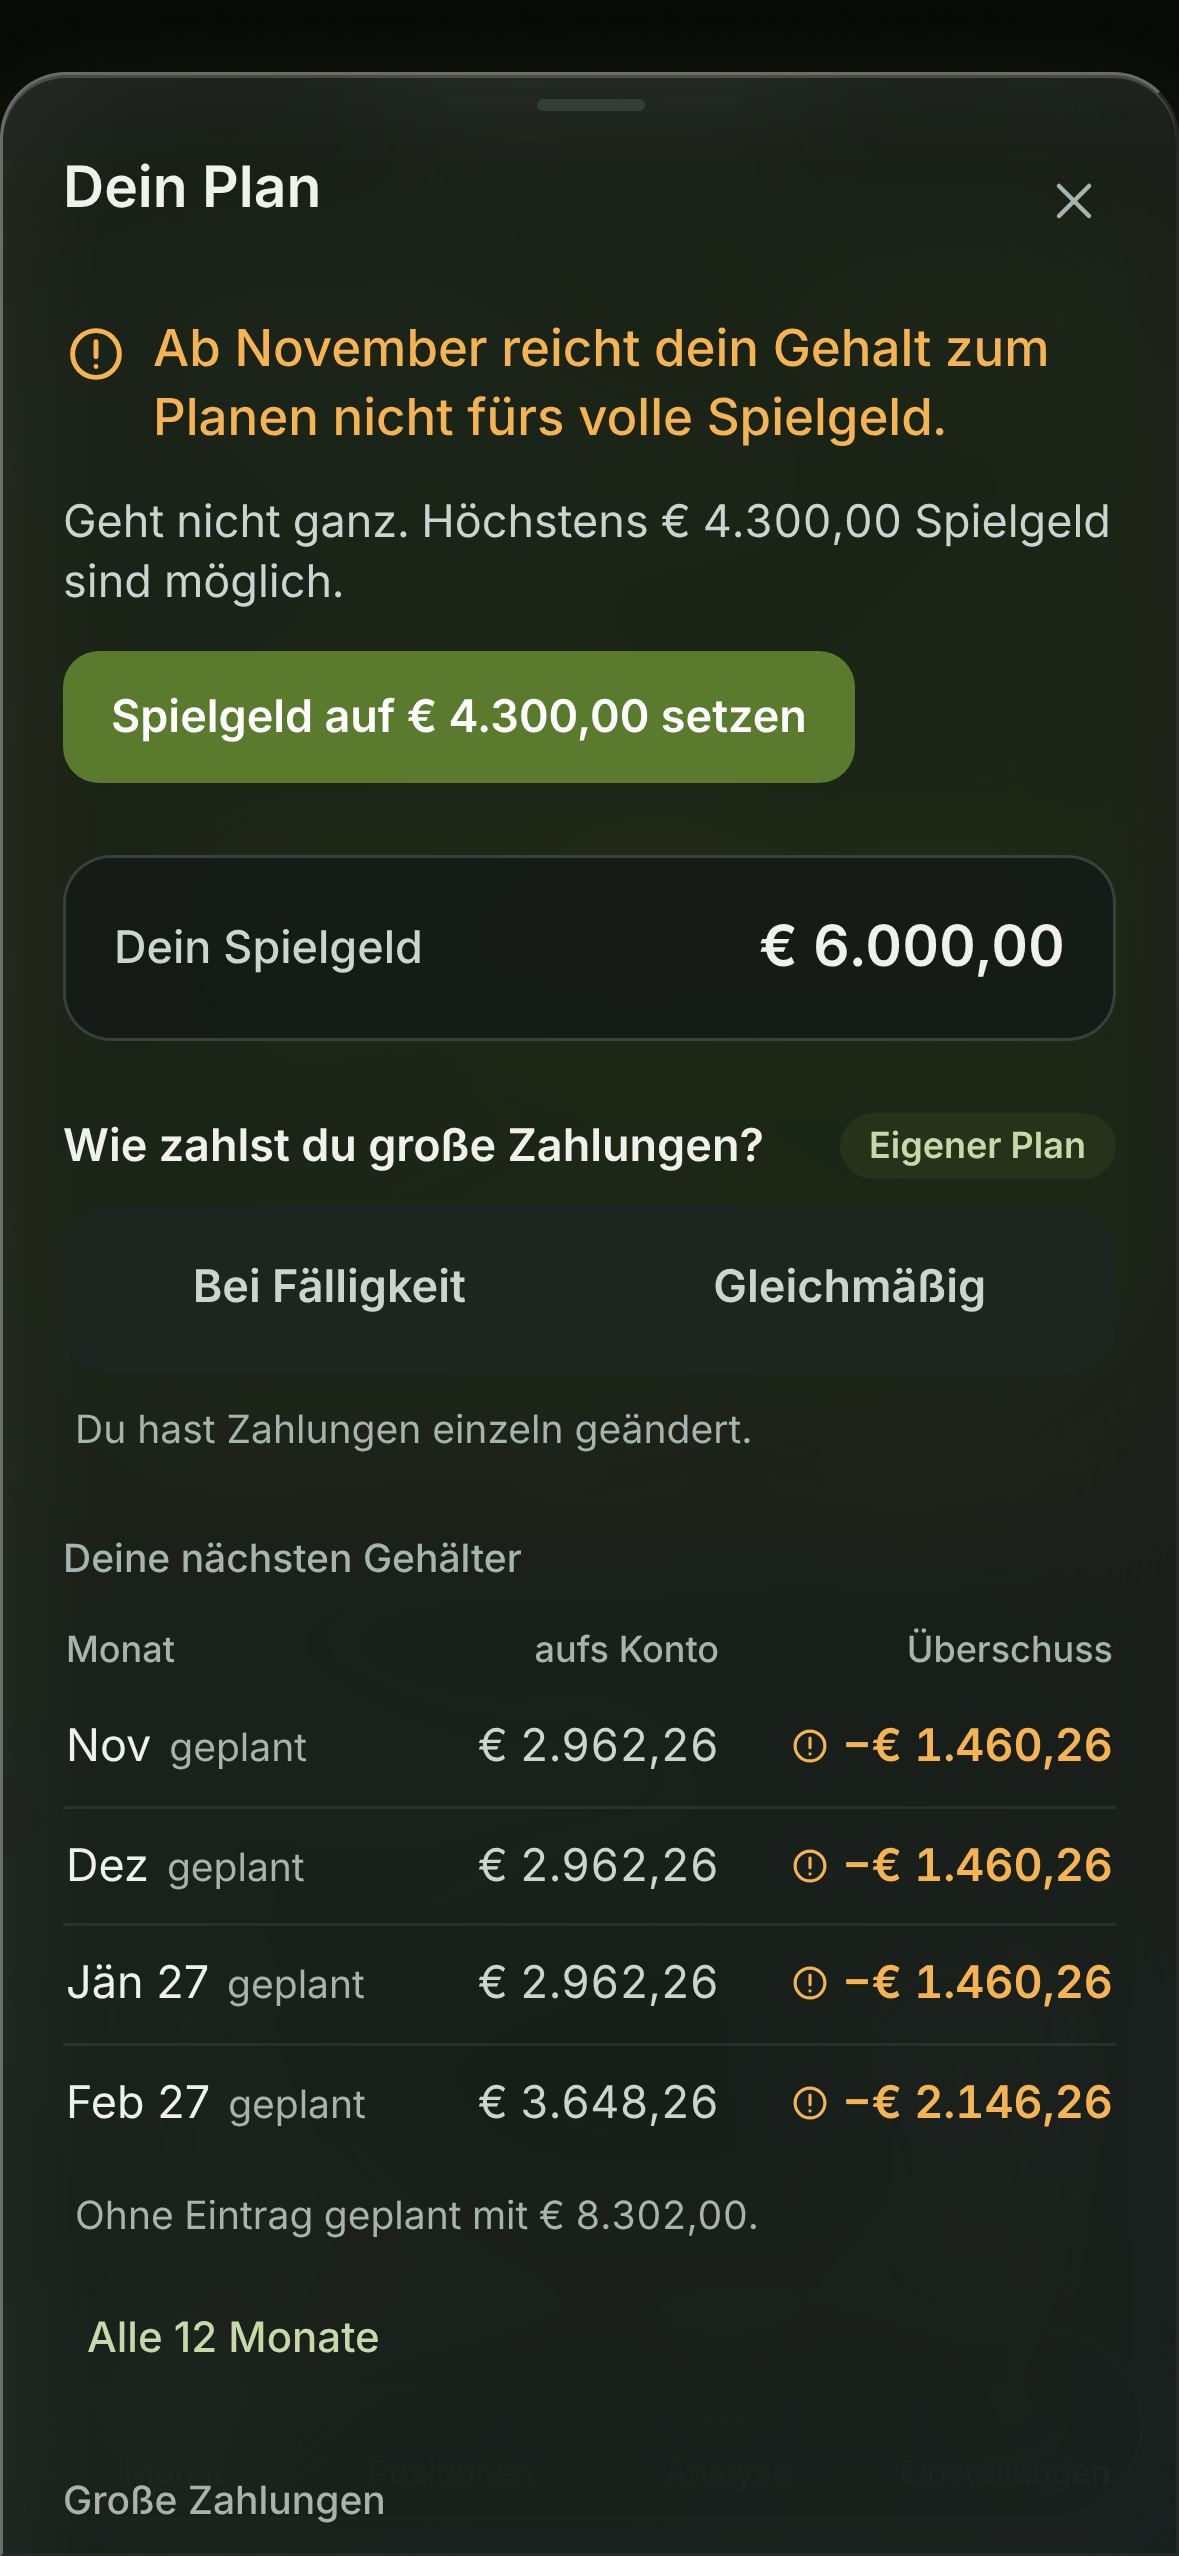 Dein Plan
Ab November reicht dein Gehalt zum
Planen nicht fürs volle Spielgeld.
Geht nicht ganz. Höchstens € 4.300,00 Spielgeld
sind möglich.
Spielgeld auf € 4.300,00 setzen
Dein Spielgeld € 6.000,00
Wie zahlst du große Zahlungen? Eigener Plan
Bei Fälligkeit Gleichmäßig
Du hast Zahlungen einzeln geändert.
Deine nächsten Gehälter
Monat aufs Konto Überschuss
Nov geplant € 2.962,26 −€ 1.460,26
Dez geplant € 2.962,26 −€ 1.460,26
Jän 27 geplant € 2.962,26 −€ 1.460,26
Feb 27 geplant € 3.648,26 −€ 2.146,26
Ohne Eintrag geplant mit € 8.302,00.
Alle 12 Monate
Monat Positionen Analyse Einstellungen
Große Zahlungen